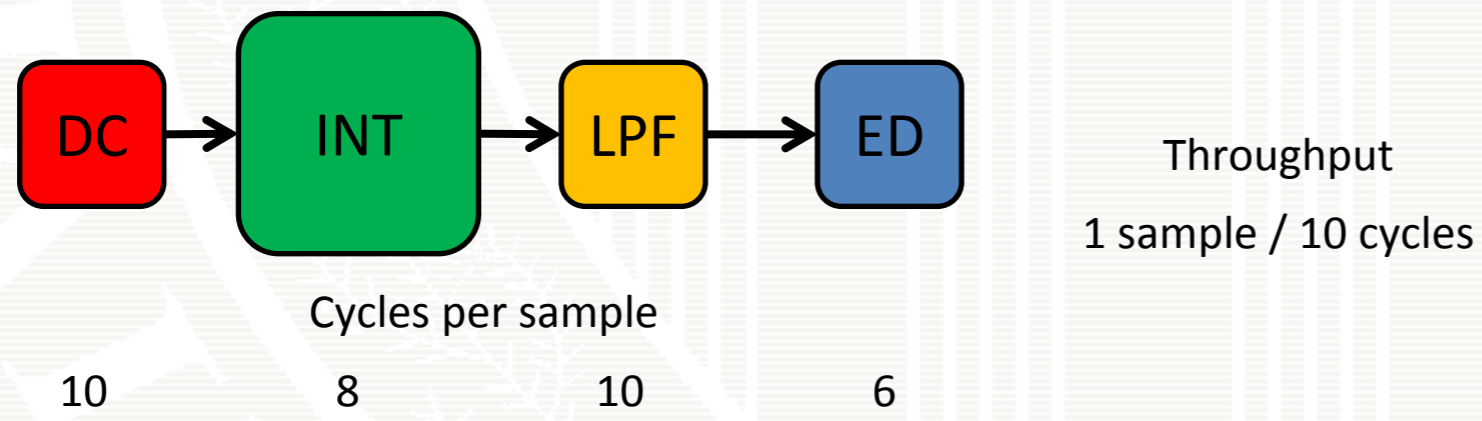 DC INT LPF ED
Throughput
1 sample / 10 cycles
Cycles per sample
10 8 10 6